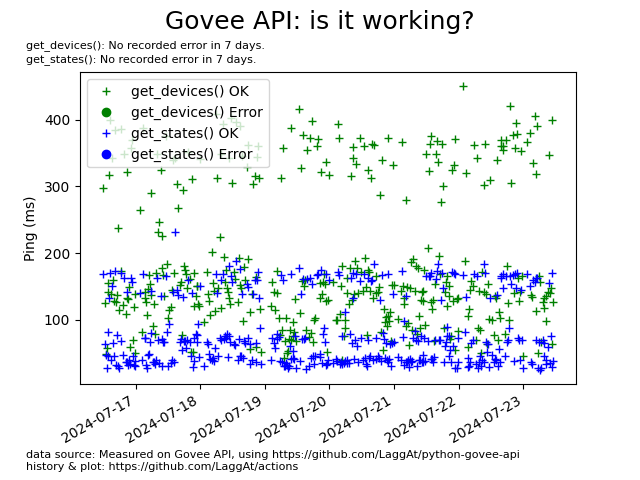 Govee API: is it working?
get_devices(): No recorded error in 7 days.
get_states(): No recorded error in 7 days.
get_devices() OK
get_devices() Error
get_states() OK
get_states() Error
400
300
200
100
Ping (ms)
2024-07-17
2024-07-18
2024-07-19
2024-07-20
2024-07-21
2024-07-22
2024-07-23
data source: Measured on Govee API, using https://github.com/LaggAt/python-govee-api
history & plot: https://github.com/LaggAt/actions